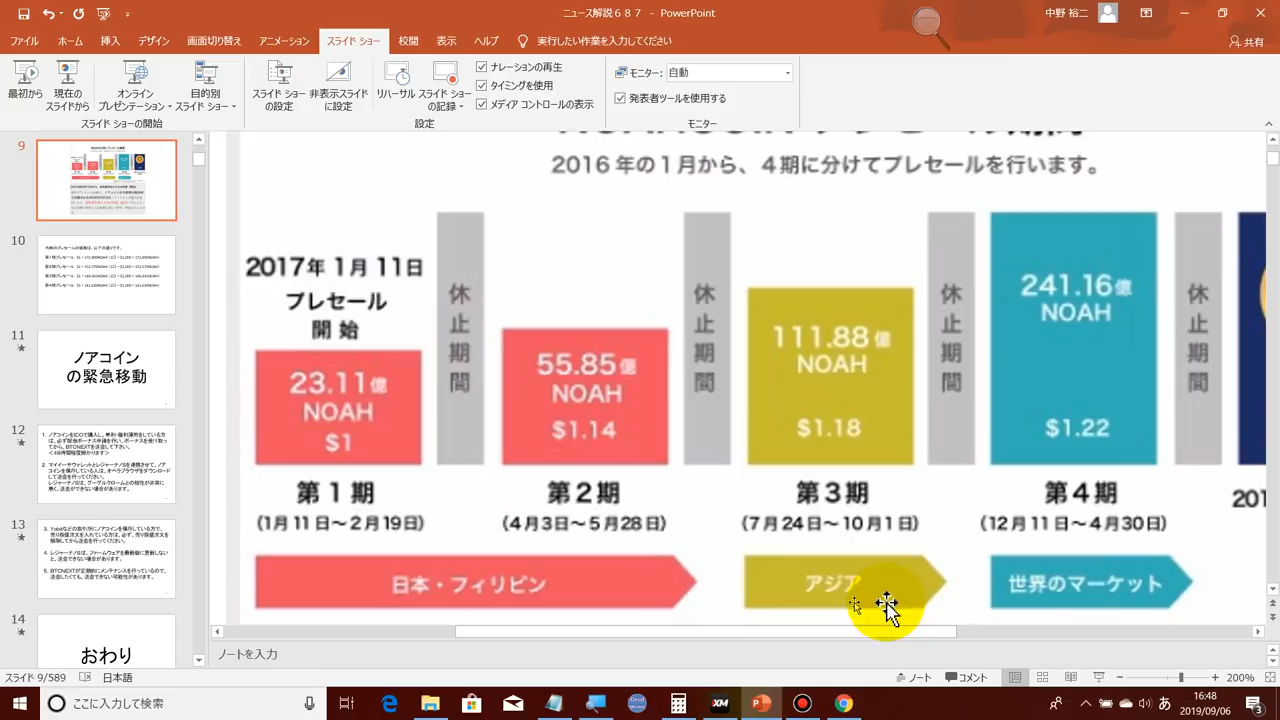 ニュース解説６８７ - PowerPoint
中野 裕二
ファイル
ホーム
挿入
デザイン
画面切り替え
アニメーション
スライド ショー
校閲
表示
ヘルプ
実行したい作業を入力してください
共有
最初から
現在の
スライドから
オンライン
プレゼンテーション
目的別
スライド ショー
スライド ショーの開始
スライド ショー
の設定
非表示スライド
に設定
リハーサル
スライド ショー
の記録
ナレーションの再生
タイミングを使用
メディア コントロールの表示
設定
モニター:
自動
発表者ツールを使用する
モニター
9
10
11
ノアコイン
の緊急移動
12
13
14
おわり
2016年の1月から、4期に分けてプレセールを行います。
2017年1月11日
プレセール
開始
23.11億
NOAH
$1
休止期間
55.85億
NOAH
$1.14
休止期間
111.88億
NOAH
$1.18
休止期間
241.16億
NOAH
$1.22
休止期間
第1期
(1月11日～2月19日)
第2期
(4月3日～5月28日)
第3期
(7月24日～10月1日)
第4期
(12月11日～4月30日)
201
日本・フィリピン
アジア
世界のマーケット
ノートを入力
スライド 9/589
日本語
ノート
コメント
200%
ここに入力して検索
XM
あ
16:48
2019/09/06